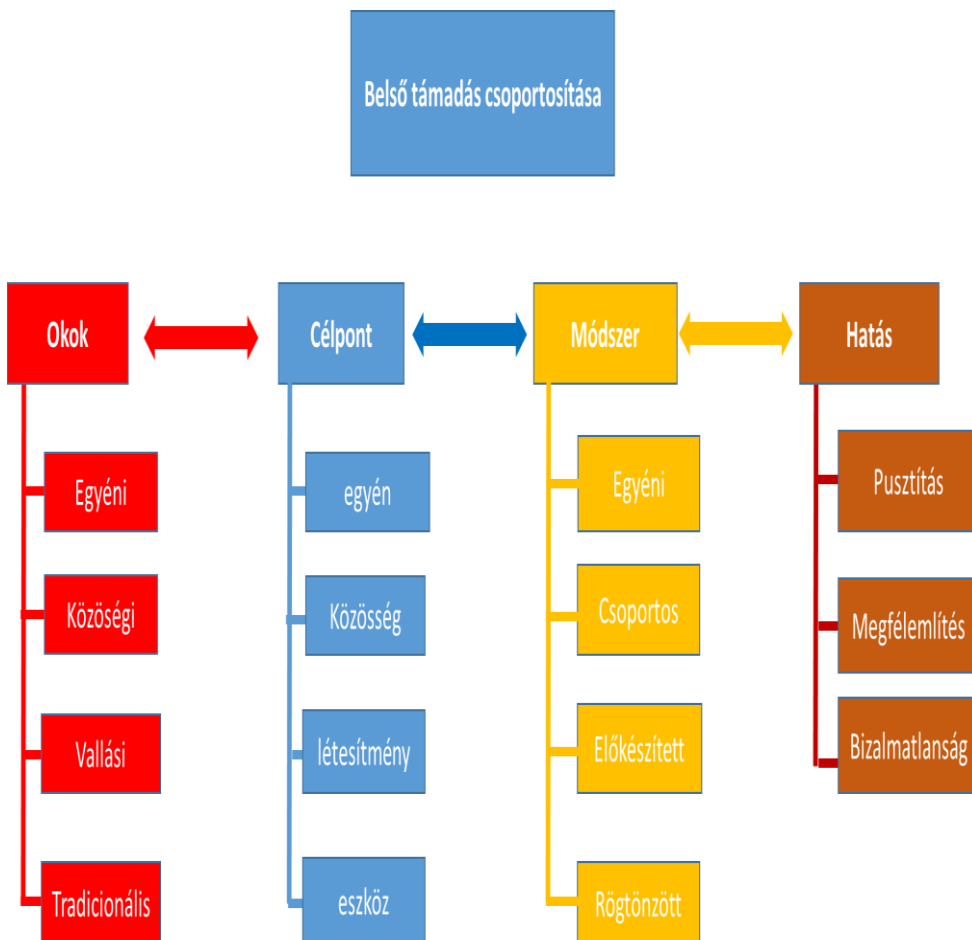 Belső támadás csoportosítása
Okok
Egyéni
Közöségi
Vallási
Tradicionális
Célpont
egyén
Közösség
létesítmény
eszköz
Módszer
Egyéni
Csoportos
Előkészített
Rögtönzött
Hatás
Pusztítás
Megfélemlítés
Bizalmatlanság